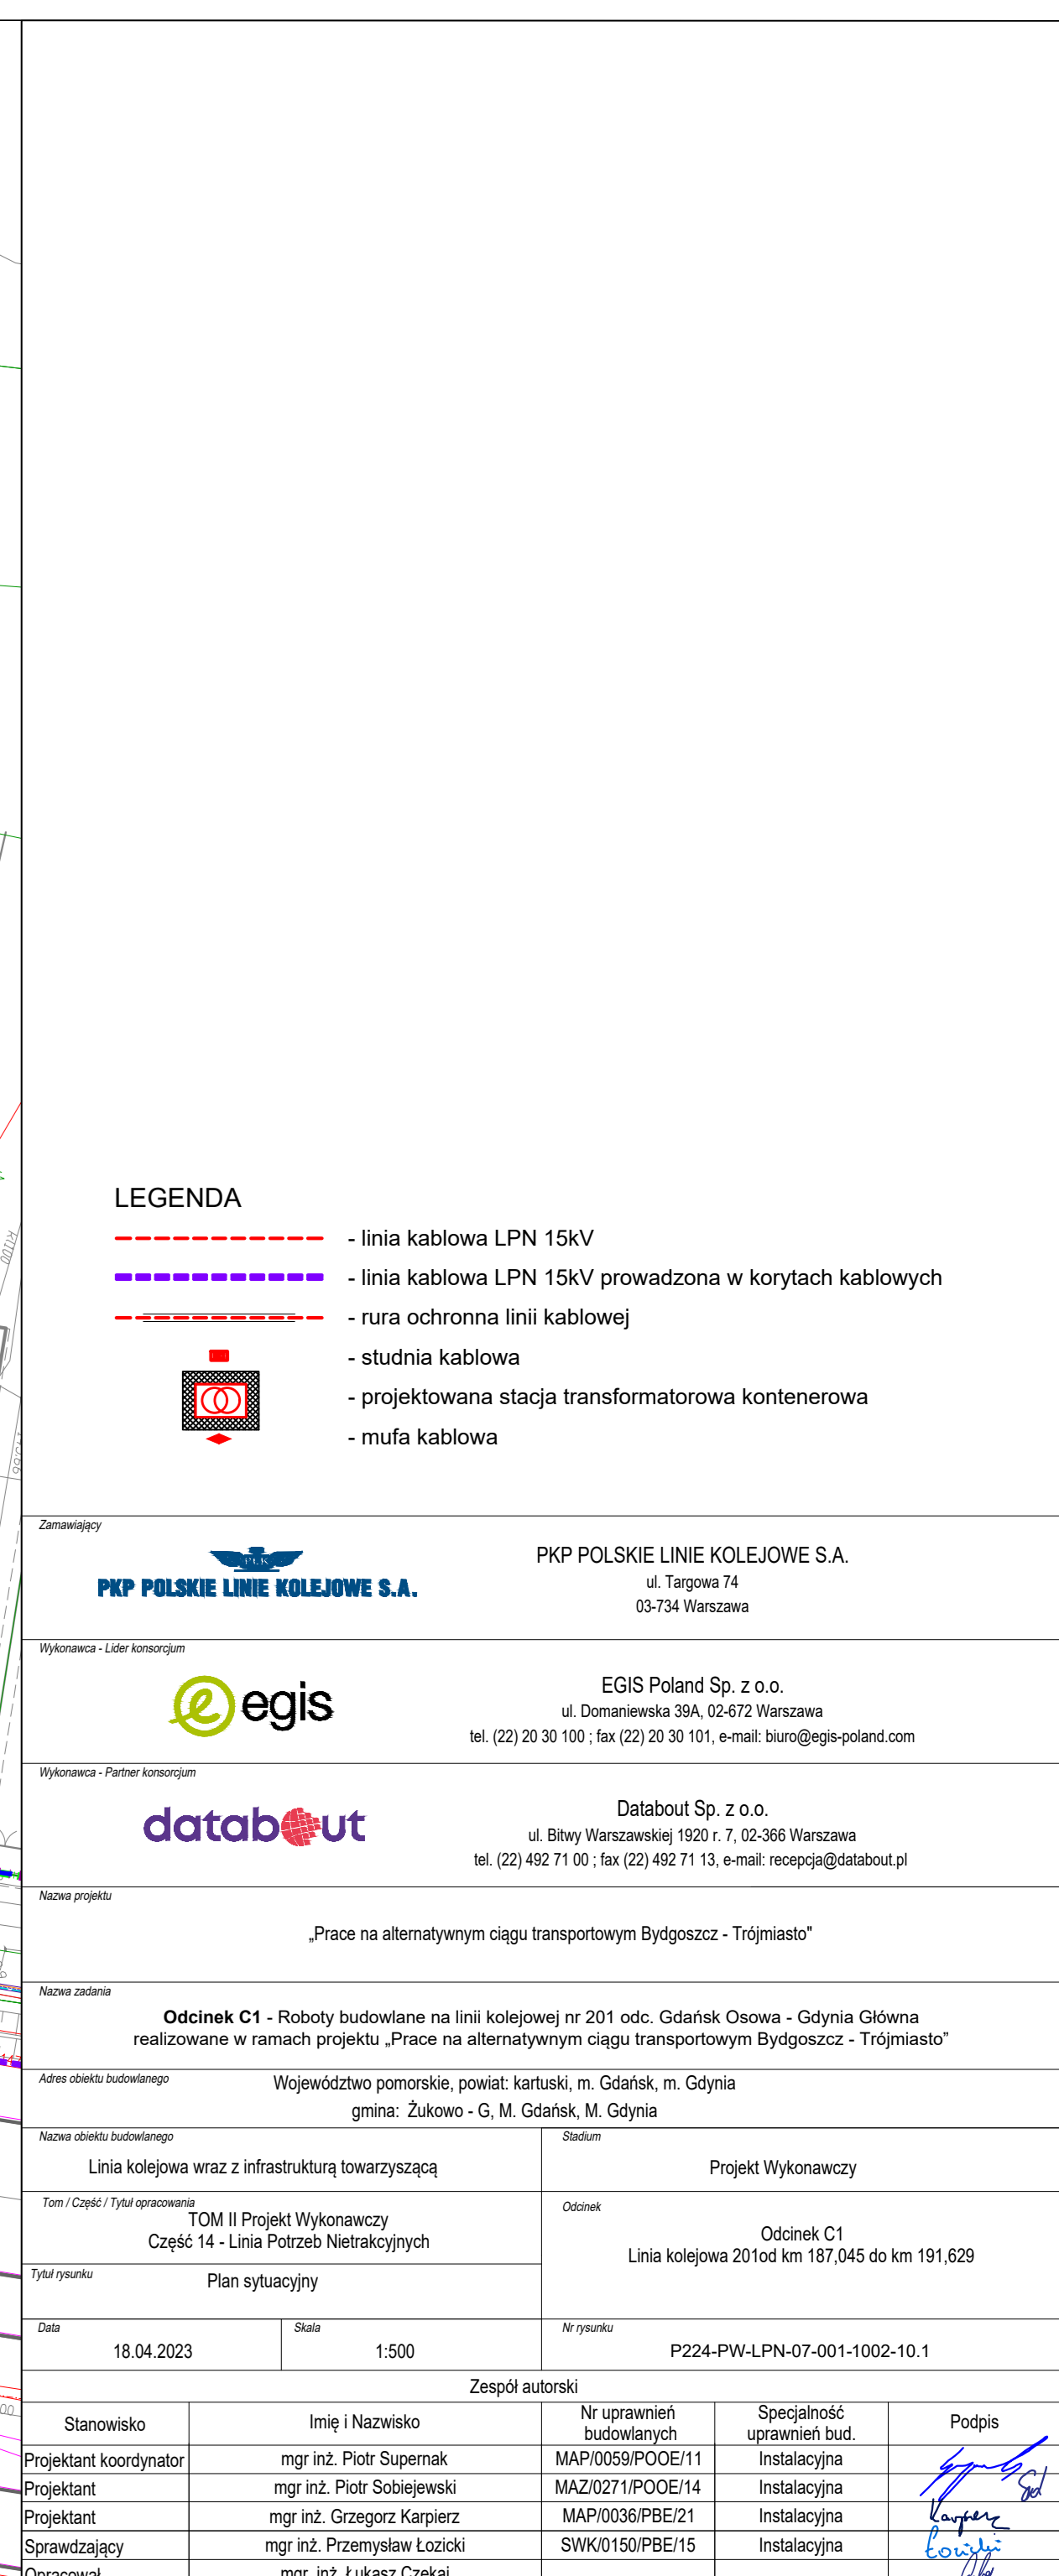 LEGENDA
- linia kablowa LPN 15kV
- linia kablowa LPN 15kV prowadzona w korytach kablowych
- rura ochronna linii kablowej
- studnia kablowa
- projektowana stacja transformatorowa kontenerowa
- mufa kablowa
Zamawiający
PLK
PKP POLSKIE LINIE KOLEJOWE S.A.
PKP POLSKIE LINIE KOLEJOWE S.A.
ul. Targowa 74
03-734 Warszawa
Wykonawca - Lider konsorcjum
egis
EGIS Poland Sp. z o.o.
ul. Domaniewska 39A, 02-672 Warszawa
tel. (22) 20 30 100 ; fax (22) 20 30 101, e-mail: biuro@egis-poland.com
Wykonawca - Partner konsorcjum
databout
Databout Sp. z o.o.
ul. Bitwy Warszawskiej 1920 r. 7, 02-366 Warszawa
tel. (22) 492 71 00 ; fax (22) 492 71 13, e-mail: recepcja@databout.pl
Nazwa projektu
„Prace na alternatywnym ciągu transportowym Bydgoszcz - Trójmiasto"
Nazwa zadania
Odcinek C1 - Roboty budowlane na linii kolejowej nr 201 odc. Gdańsk Osowa - Gdynia Główna
realizowane w ramach projektu „Prace na alternatywnym ciągu transportowym Bydgoszcz - Trójmiasto”
Adres obiektu budowlanego
Województwo pomorskie, powiat: kartuski, m. Gdańsk, m. Gdynia
gmina: Żukowo - G, M. Gdańsk, M. Gdynia
Nazwa obiektu budowlanego
Linia kolejowa wraz z infrastrukturą towarzyszącą
Stadium
Projekt Wykonawczy
Tom / Część / Tytuł opracowania
TOM II Projekt Wykonawczy
Część 14 - Linia Potrzeb Nietrakcyjnych
Odcinek
Odcinek C1
Linia kolejowa 201od km 187,045 do km 191,629
Tytuł rysunku
Plan sytuacyjny
Data
18.04.2023
Skala
1:500
Nr rysunku
P224-PW-LPN-07-001-1002-10.1
Zespół autorski
Stanowisko Imię i Nazwisko Nr uprawnień budowlanych Specjalność uprawnień bud. Podpis
Projektant koordynator mgr inż. Piotr Supernak MAP/0059/POOE/11 Instalacyjna
Projektant mgr inż. Piotr Sobiejewski MAZ/0271/POOE/14 Instalacyjna
Projektant mgr inż. Grzegorz Karpierz MAP/0036/PBE/21 Instalacyjna
Sprawdzający mgr inż. Przemysław Łozicki SWK/0150/PBE/15 Instalacyjna
Opracował mgr. inż. Łukasz Czekaj